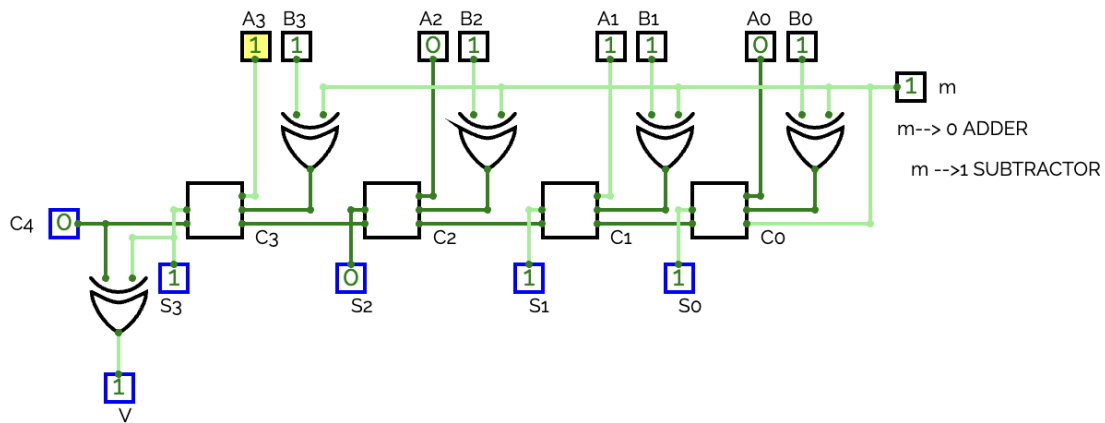 A3 B3 A2 B2 A1 B1 A0 B0
1 1 0 1 1 1 0 1
1 m
m--> 0 ADDER
m -->1 SUBTRACTOR
C4 0 C3 C2 C1 C0
1 0 1 1
S3 S2 S1 S0
1
V